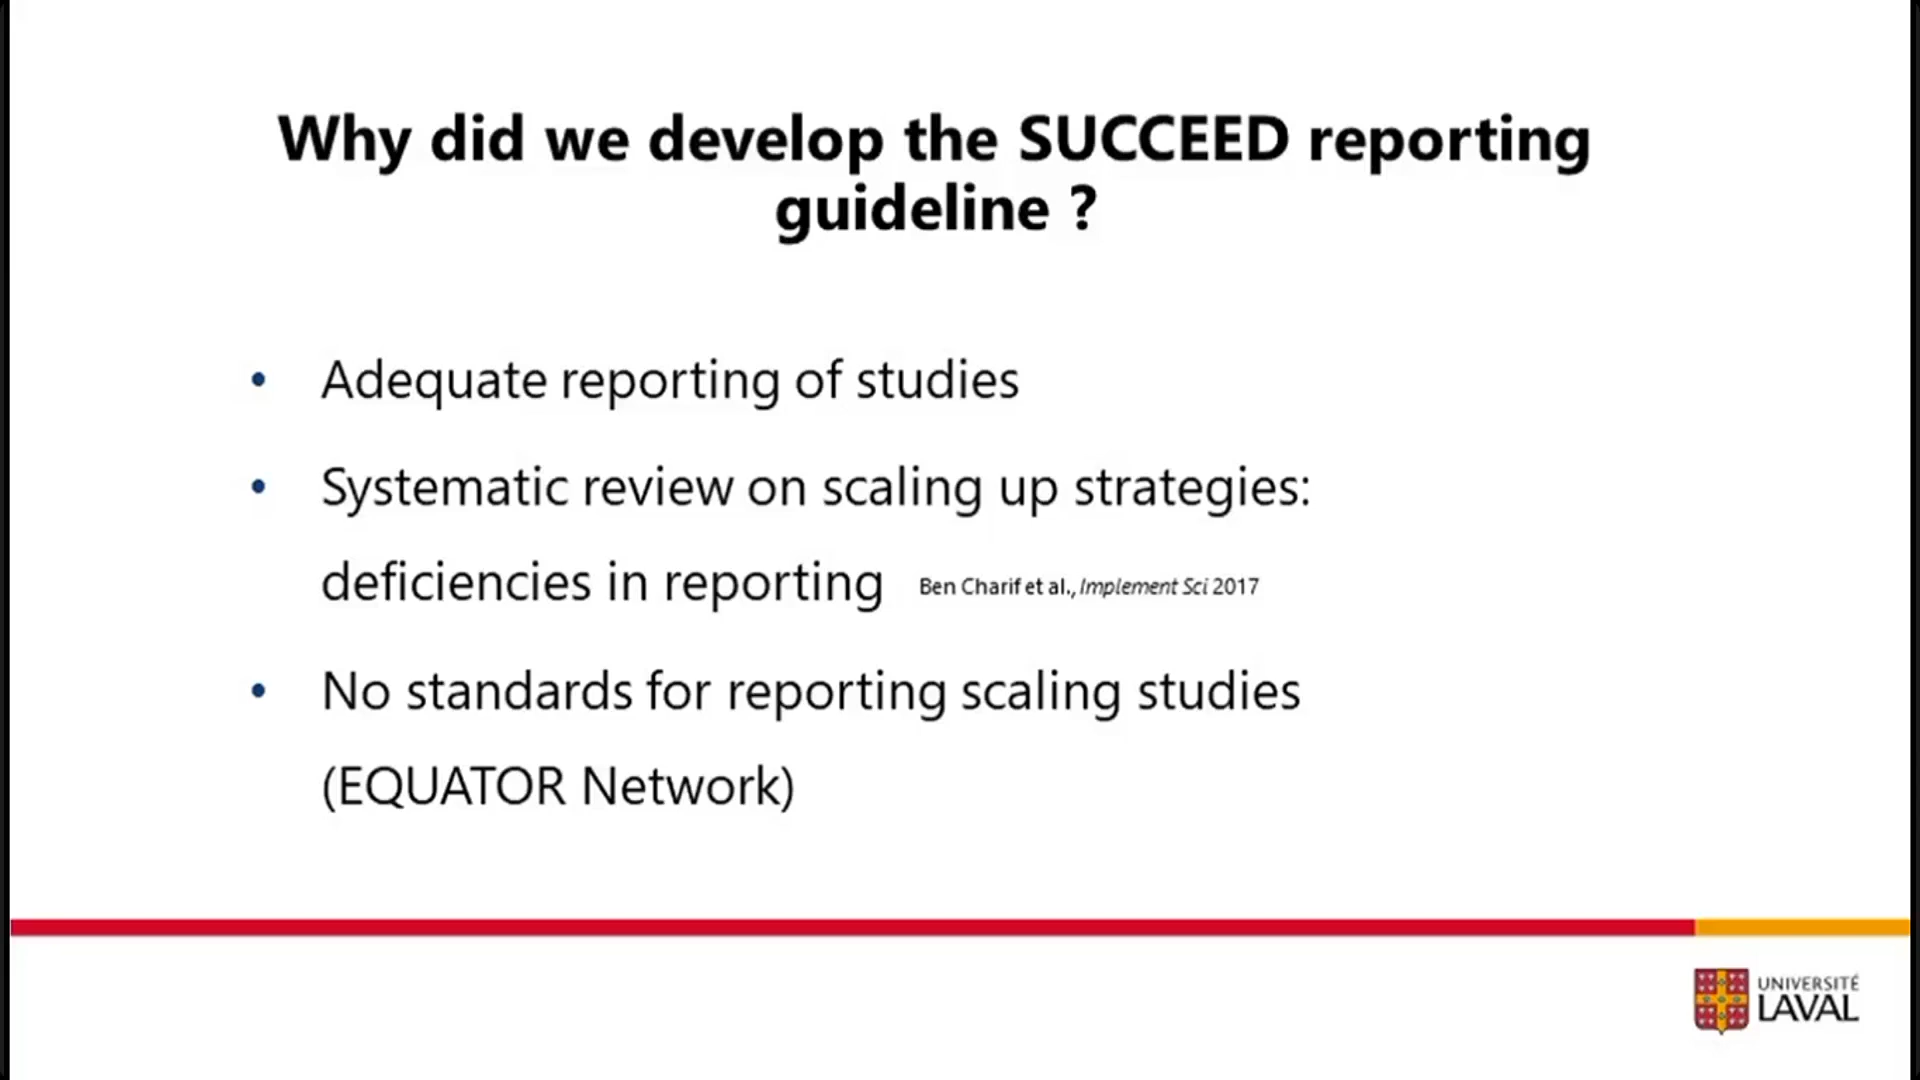 Why did we develop the SUCCEED reporting
guideline ?
• Adequate reporting of studies
• Systematic review on scaling up strategies:
deficiencies in reporting Ben Charif et al., Implement Sci 2017
• No standards for reporting scaling studies
(EQUATOR Network)
UNIVERSITÉ
LAVAL